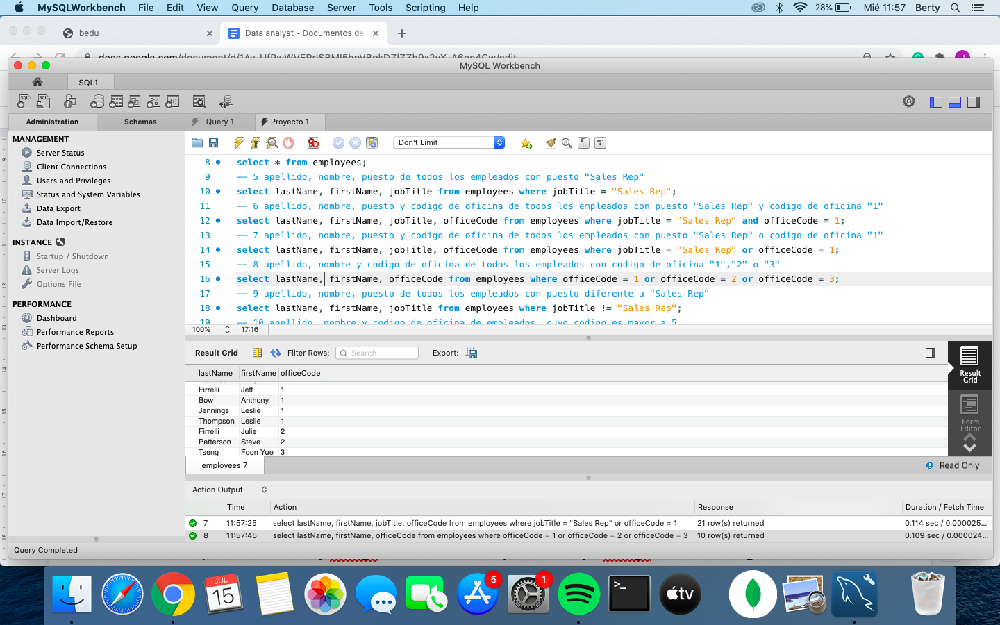 MySQLWorkbench File Edit View Query Database Server Tools Scripting Help 28% Mié 11:57 Berty
bedu Data analyst - Documentos de
MySQL Workbench
SQL1
Administration Schemas Query 1 Proyecto 1
MANAGEMENT
Server Status
Client Connections
Users and Privileges
Status and System Variables
Data Export
Data Import/Restore
INSTANCE
Startup / Shutdown
Server Logs
Options File
PERFORMANCE
Dashboard
Performance Reports
Performance Schema Setup
Don't Limit
8 select * from employees;
9 -- 5 apellido, nombre, puesto de todos los empleados con puesto "Sales Rep"
10 select lastName, firstName, jobTitle from employees where jobTitle = "Sales Rep";
11 -- 6 apellido, nombre, puesto y codigo de oficina de todos los empleados con puesto "Sales Rep" y codigo de oficina "1"
12 select lastName, firstName, jobTitle, officeCode from employees where jobTitle = "Sales Rep" and officeCode = 1;
13 -- 7 apellido, nombre, puesto y codigo de oficina de todos los empleados con puesto "Sales Rep" o codigo de oficina "1"
14 select lastName, firstName, jobTitle, officeCode from employees where jobTitle = "Sales Rep" or officeCode = 1;
15 -- 8 apellido, nombre y codigo de oficina de todos los empleados con codigo de oficina "1","2" o "3"
16 select lastName, firstName, officeCode from employees where officeCode = 1 or officeCode = 2 or officeCode = 3;
17 -- 9 apellido, nombre, puesto de todos los empleados con puesto diferente a "Sales Rep"
18 select lastName, firstName, jobTitle from employees where jobTitle != "Sales Rep";
19 -- 10 apellido, nombre y codigo de oficina de empleados, cuyo codigo es mayor a 5
100% 17:16
Result Grid Filter Rows: Search Export:
lastName firstName officeCode
Firrelli Jeff 1
Bow Anthony 1
Jennings Leslie 1
Thompson Leslie 1
Firrelli Julie 2
Patterson Steve 2
Tseng Foon Yue 3
Result Grid
Form Editor
employees 7 Read Only
Action Output
Time Action Response Duration / Fetch Time
7 11:57:25 select lastName, firstName, jobTitle, officeCode from employees where jobTitle = "Sales Rep" or officeCode = 1 21 row(s) returned 0.114 sec / 0.000025...
8 11:57:45 select lastName, firstName, officeCode from employees where officeCode = 1 or officeCode = 2 or officeCode = 3 10 row(s) returned 0.109 sec / 0.000024...
Query Completed
JUL
15
5
1
>_
tv